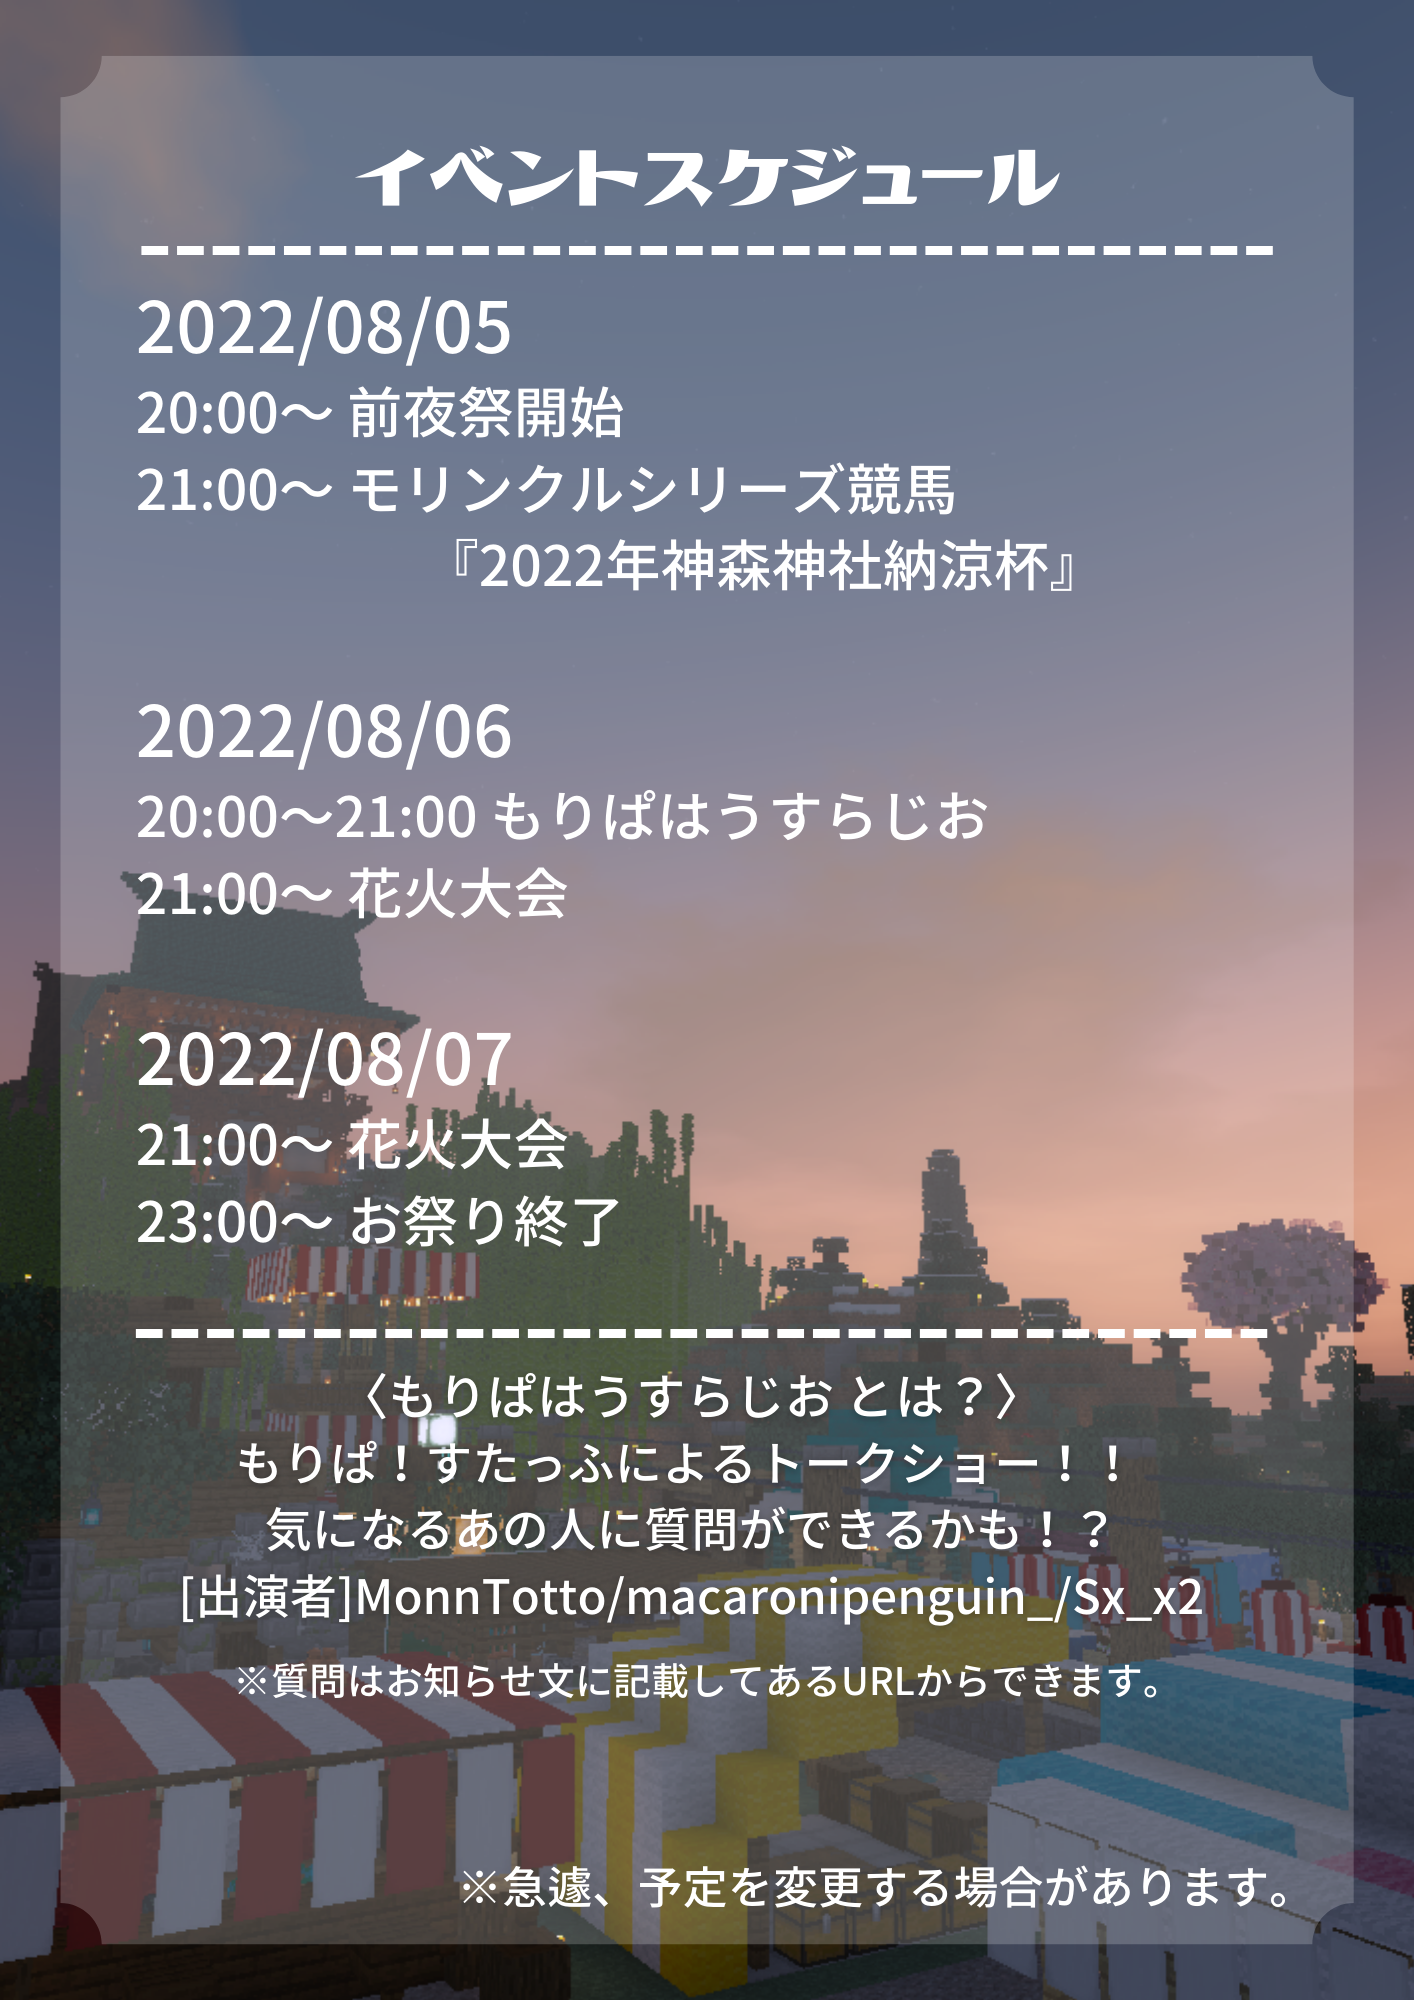 イベントスケジュール
2022/08/05
20:00～ 前夜祭開始
21:00～ モリンクルシリーズ競馬
『2022年神森神社納涼杯』
2022/08/06
20:00～21:00 もりぱはうすらじお
21:00～ 花火大会
2022/08/07
21:00～ 花火大会
23:00～ お祭り終了
〈もりぱはうすらじお とは？〉
もりぱ！すたっふによるトークショー！！
気になるあの人に質問ができるかも！？
[出演者]MonnTotto/macaronipenguin_/Sx_x2
※質問はお知らせ文に記載してあるURLからできます。
※急遽、予定を変更する場合があります。